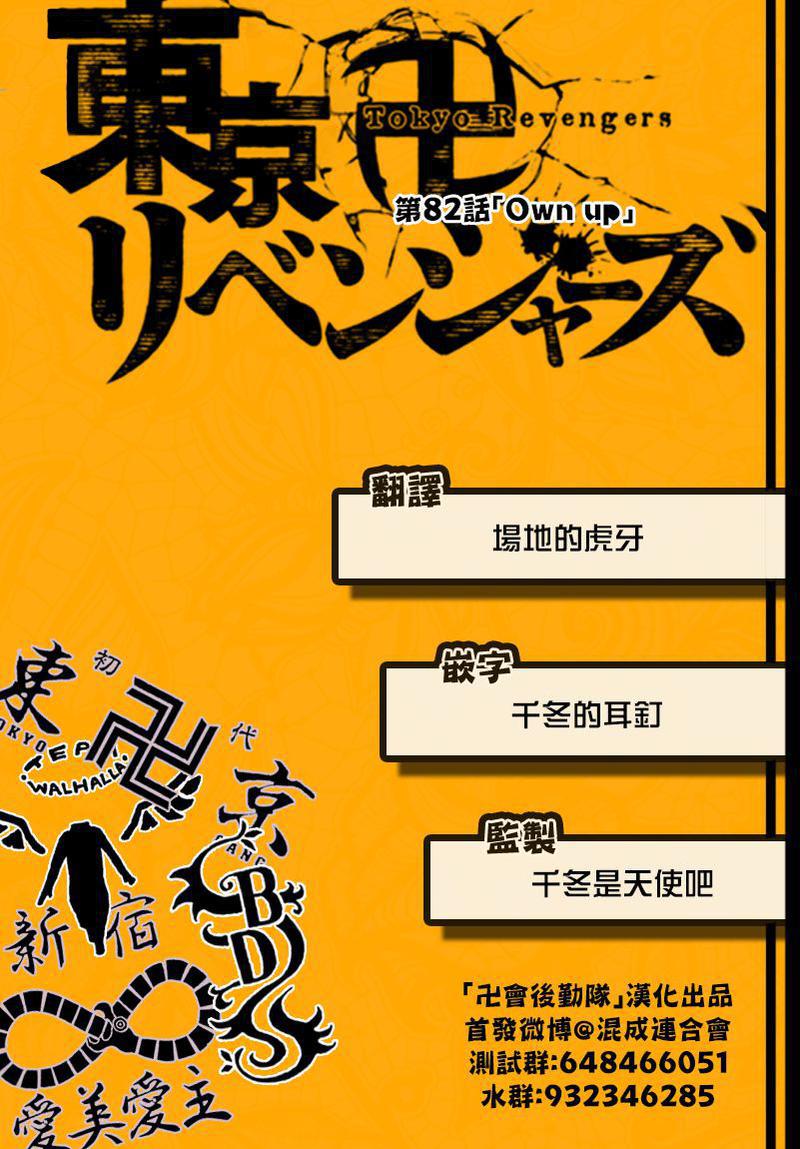 東京卍
Tokyo Revengers
第82話「Own up」
リベンジャーズ
翻譯
場地的虎牙
嵌字
千冬的耳釘
監製
千冬是天使吧
「卍會後勤隊」漢化出品
首發微博@混成連合會
測試群:648466051
水群:932346285
初代
東卍京
TOKYO
WALHALLA
新宿
BD
愛美愛主